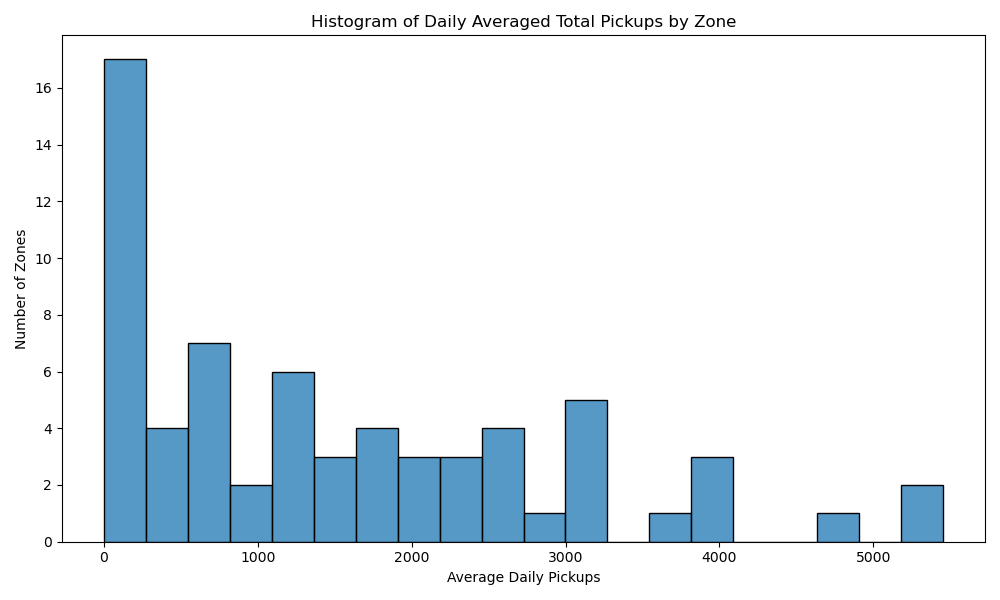 Histogram of Daily Averaged Total Pickups by Zone
16
14
12
10
8
6
4
2
0
Number of Zones
0 1000 2000 3000 4000 5000
Average Daily Pickups